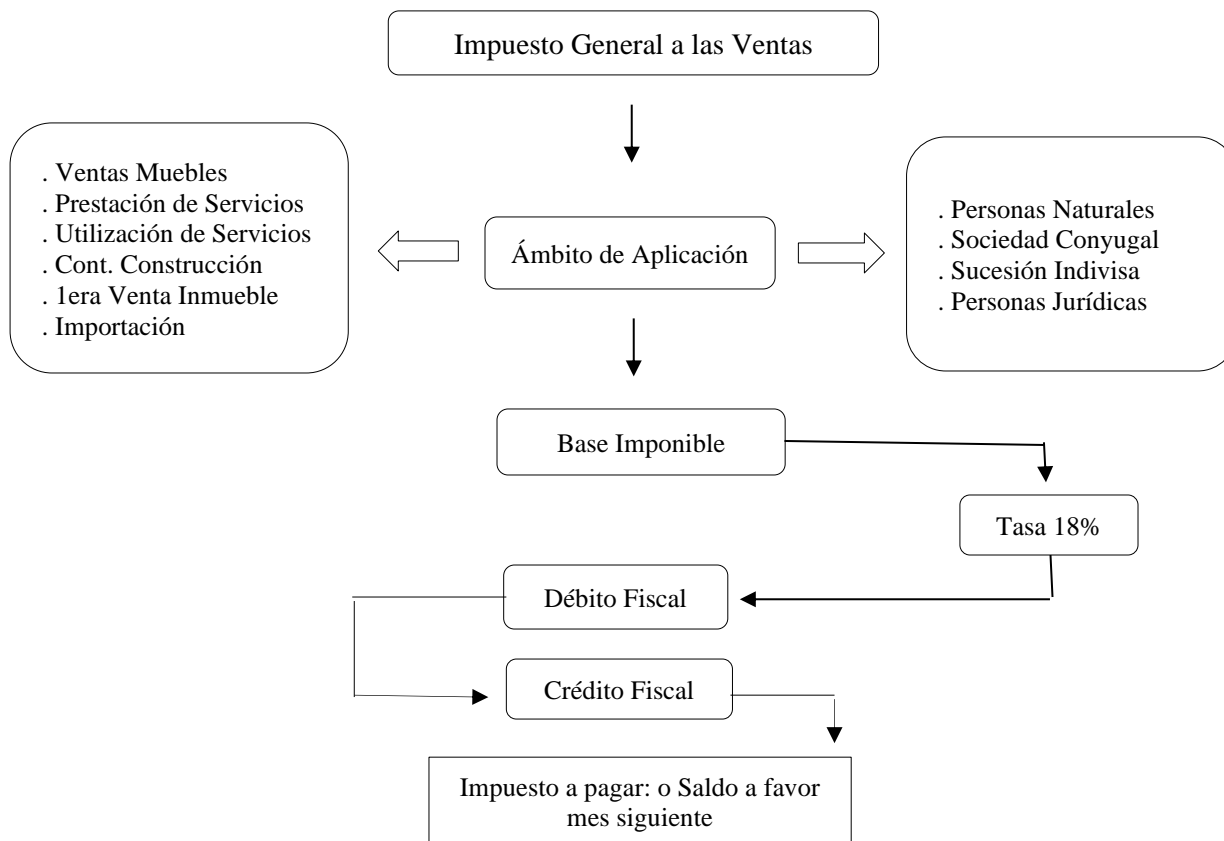 Impuesto General a las Ventas
. Ventas Muebles
. Prestación de Servicios
. Utilización de Servicios
. Cont. Construcción
. 1era Venta Inmueble
. Importación
Ámbito de Aplicación
. Personas Naturales
. Sociedad Conyugal
. Sucesión Indivisa
. Personas Jurídicas
Base Imponible
Tasa 18%
Débito Fiscal
Crédito Fiscal
Impuesto a pagar: o Saldo a favor
mes siguiente